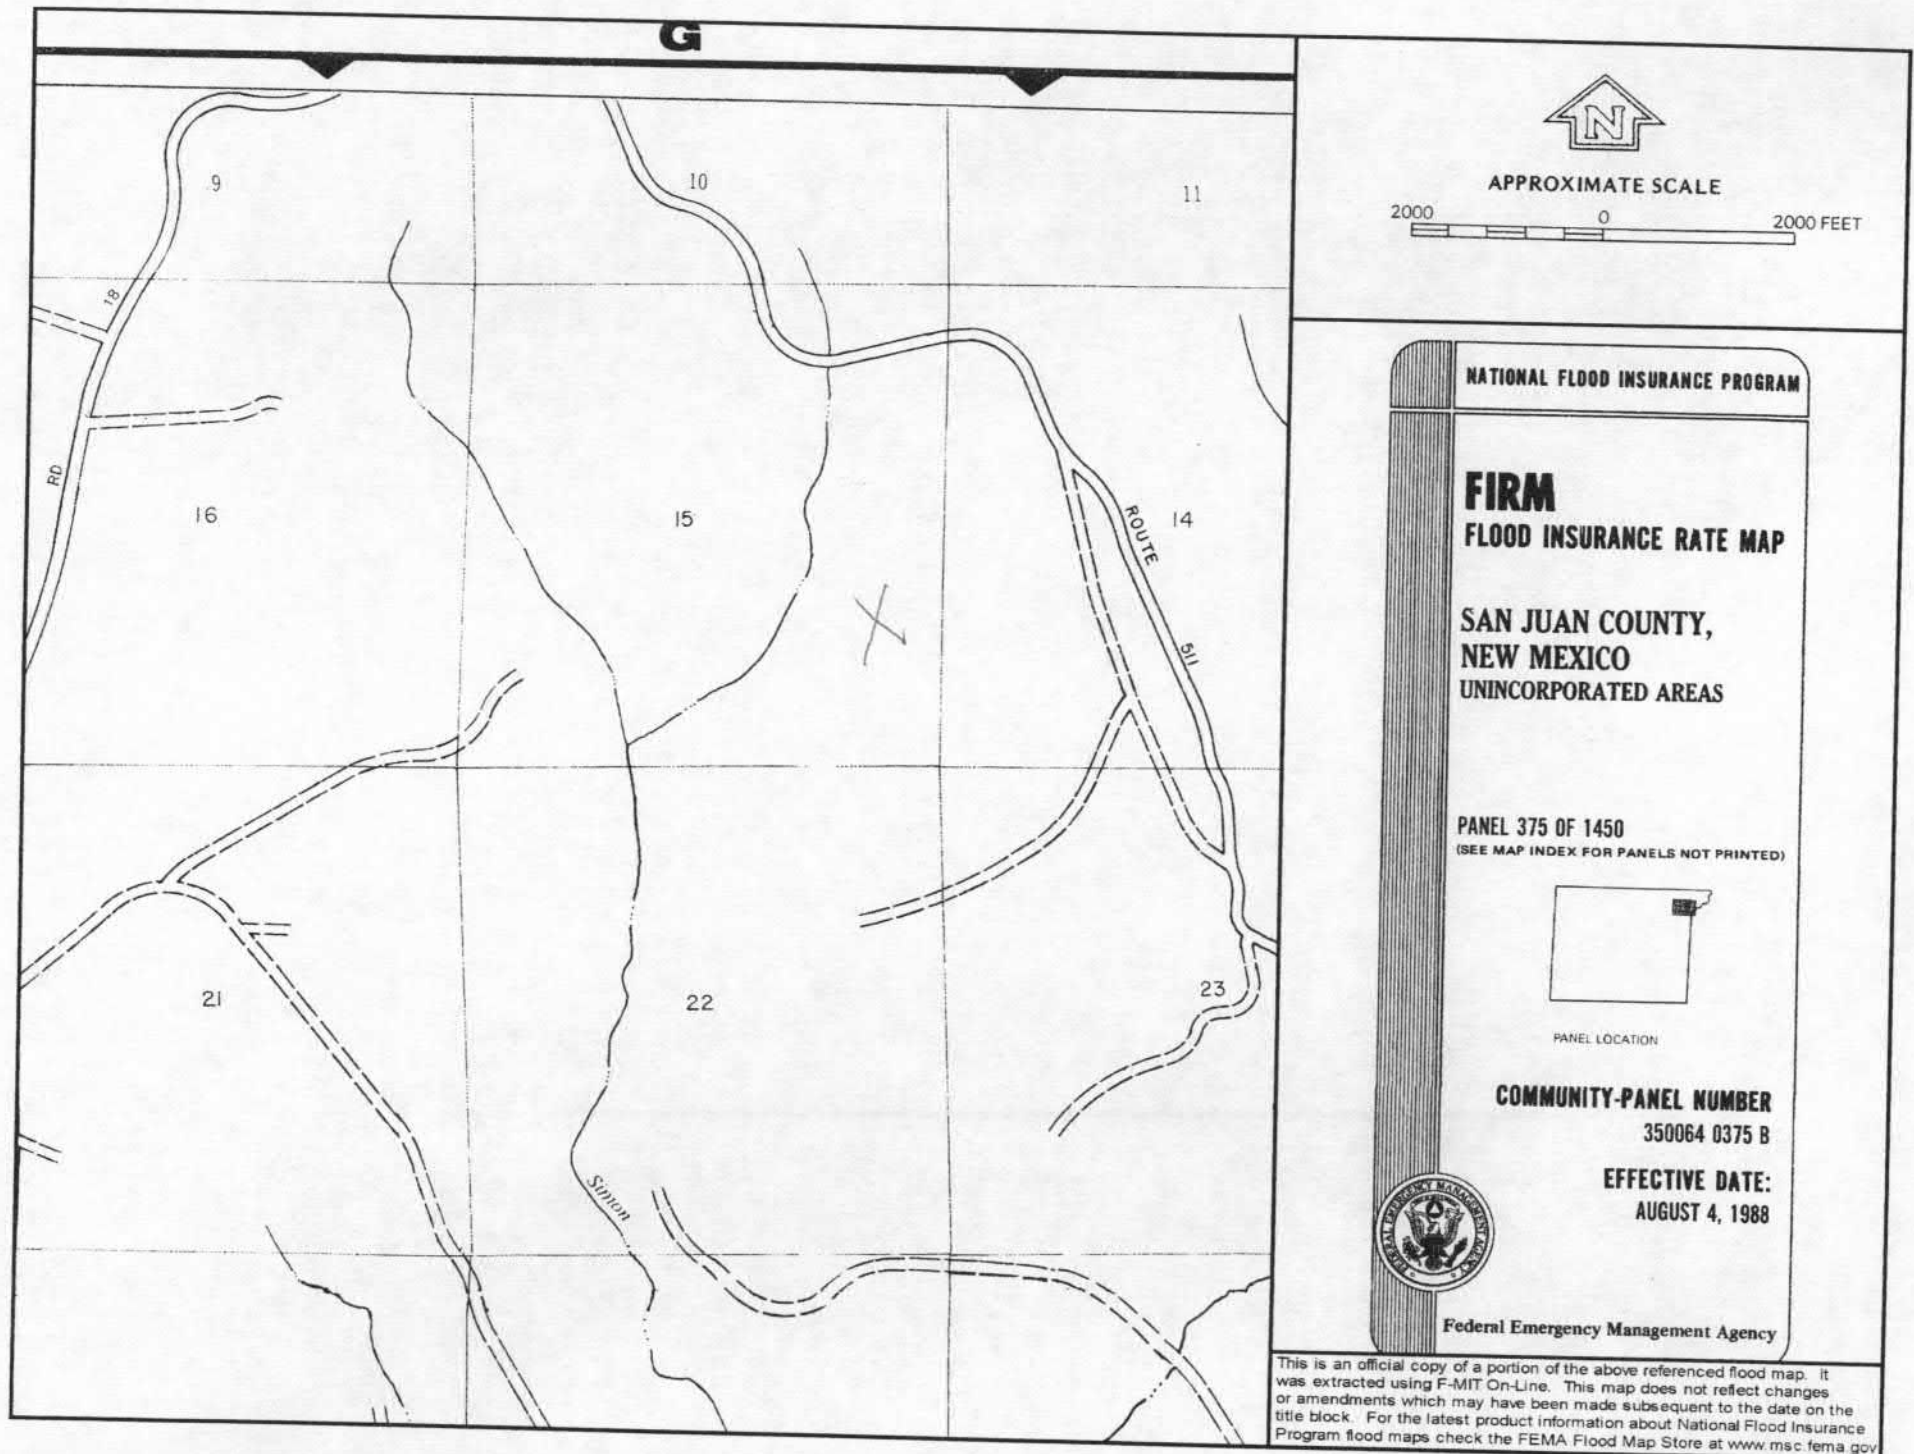 G
9
10
11
18
RD
16
15
14
ROUTE
511
21
22
23
Simon
N
APPROXIMATE SCALE
2000 0 2000 FEET
NATIONAL FLOOD INSURANCE PROGRAM
FIRM
FLOOD INSURANCE RATE MAP
SAN JUAN COUNTY,
NEW MEXICO
UNINCORPORATED AREAS
PANEL 375 OF 1450
(SEE MAP INDEX FOR PANELS NOT PRINTED)
PANEL LOCATION
COMMUNITY-PANEL NUMBER
350064 0375 B
EFFECTIVE DATE:
AUGUST 4, 1988
FEDERAL EMERGENCY MANAGEMENT AGENCY
Federal Emergency Management Agency
This is an official copy of a portion of the above referenced flood map. It
was extracted using F-MIT On-Line. This map does not reflect changes
or amendments which may have been made subsequent to the date on the
title block. For the latest product information about National Flood Insurance
Program flood maps check the FEMA Flood Map Store at www.msc.fema.gov